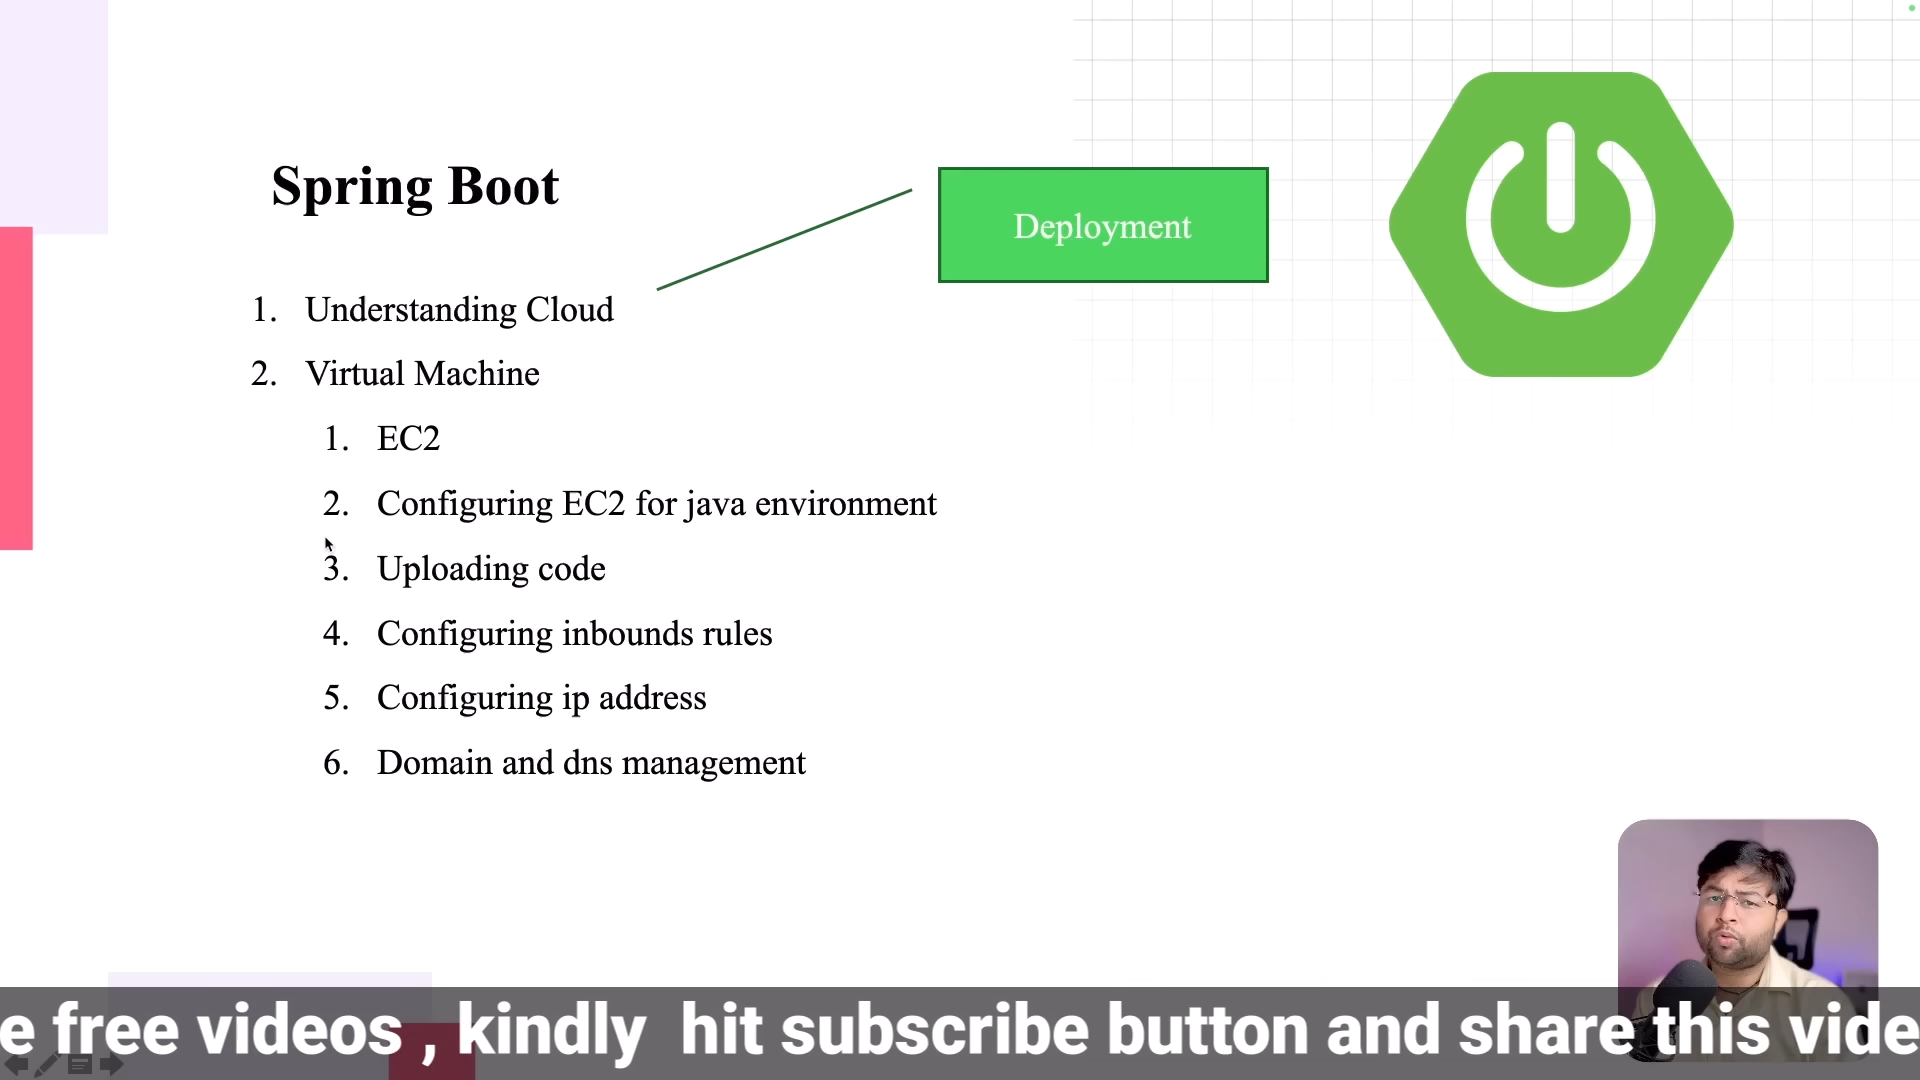 Spring Boot
Deployment
1. Understanding Cloud
2. Virtual Machine
1. EC2
2. Configuring EC2 for java environment
3. Uploading code
4. Configuring inbounds rules
5. Configuring ip address
6. Domain and dns management
e free videos , kindly hit subscribe button and share this vide